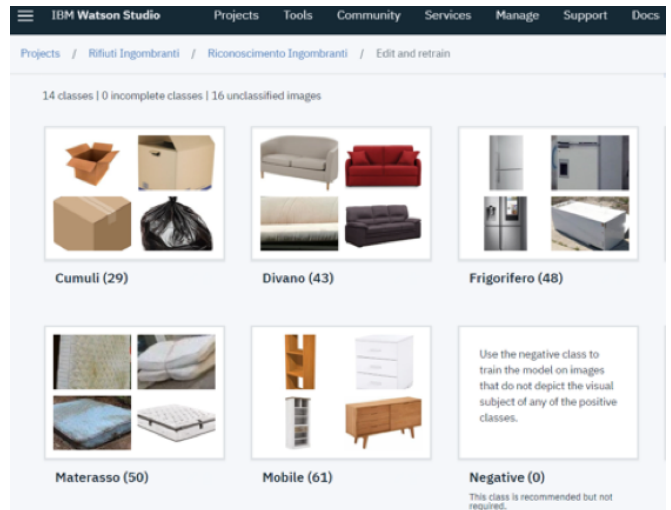 IBM Watson Studio Projects Tools Community Services Manage Support Docs
Projects / Rifiuti Ingombranti / Riconoscimento Ingombranti / Edit and retrain
14 classes | 0 incomplete classes | 16 unclassified images
Cumuli (29) Divano (43) Frigorifero (48)
Use the negative class to
train the model on images
that do not depict the visual
subject of any of the positive
classes.
Materasso (50) Mobile (61) Negative (0)
This class is recommended but not
required.